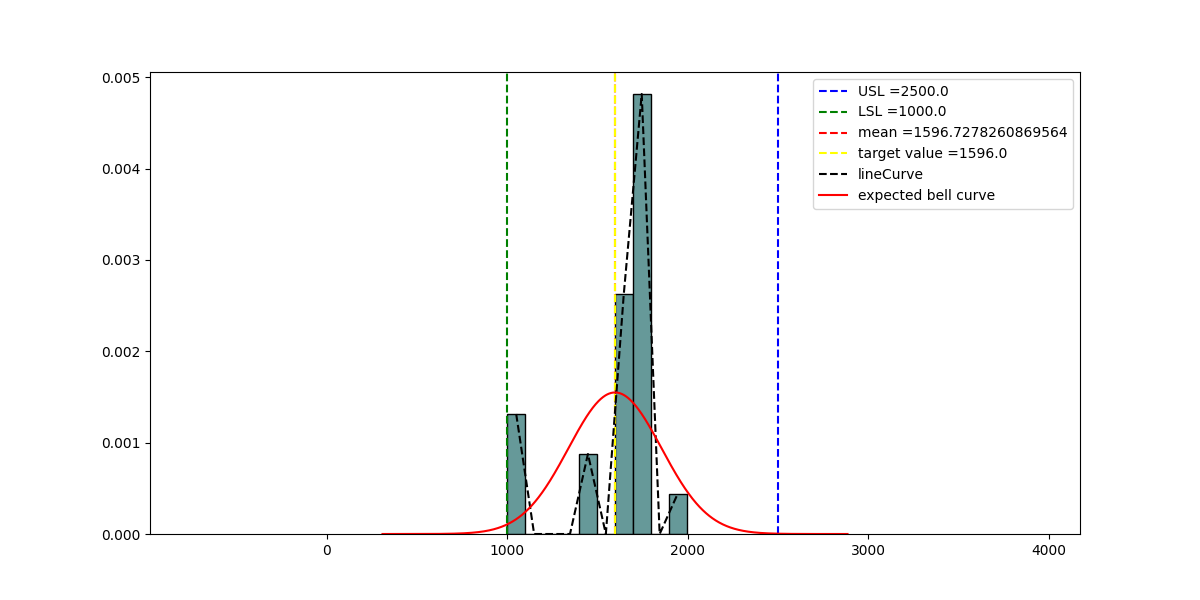 0.005
0.004
0.003
0.002
0.001
0.000
0
1000
2000
3000
4000
USL =2500.0
LSL =1000.0
mean =1596.7278260869564
target value =1596.0
lineCurve
expected bell curve